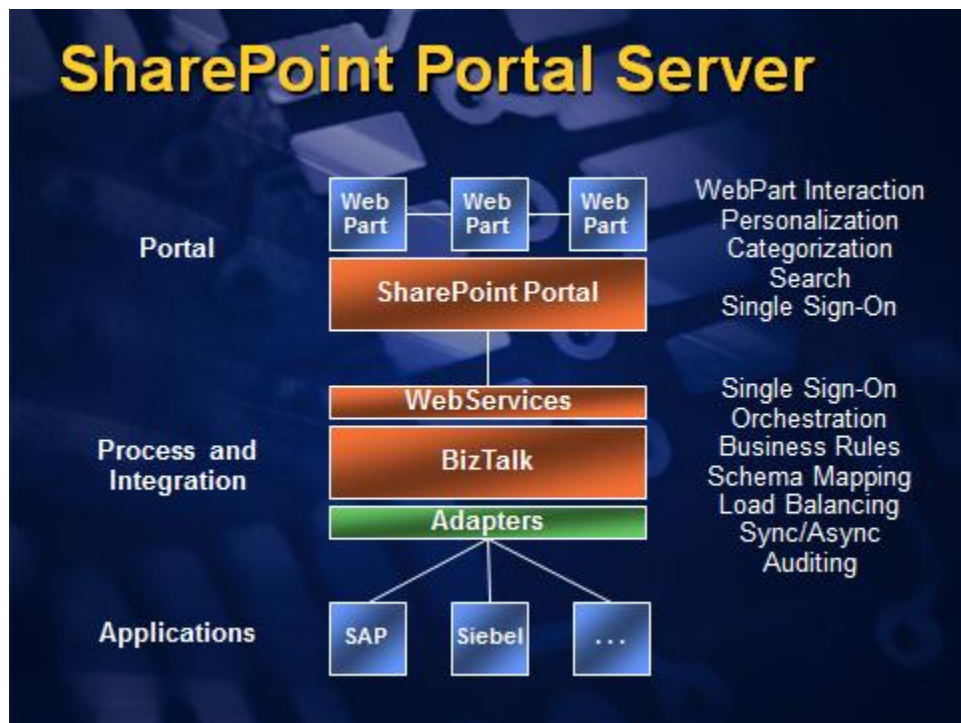 SharePoint Portal Server
Web
Part
Web
Part
Web
Part
Portal
SharePoint Portal
WebPart Interaction
Personalization
Categorization
Search
Single Sign-On
WebServices
Process and
Integration
BizTalk
Adapters
Single Sign-On
Orchestration
Business Rules
Schema Mapping
Load Balancing
Sync/Async
Auditing
Applications
SAP
Siebel
...